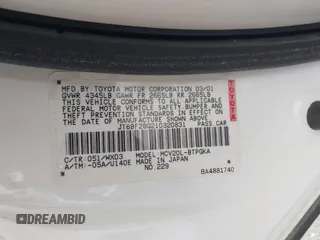 MFD BY TOYOTA MOTOR CORPORATION 03/01
GVWR 4345LB GAWR FR 2665LB RR 2665LB
THIS VEHICLE CONFORMS TO ALL APPLICABLE
FEDERAL MOTOR VEHICLE SAFETY, BUMPER AND
THEFT PREVENTION STANDARDS IN EFFECT ON THE
DATE OF MANUFACTURE SHOWN ABOVE.
JTBBF28G210320831 PASS CAR
C/TR: 051/WX03 MODEL: MCV20L-BTPGKA
A/TM: -05A/U140E MADE IN JAPAN
NO.229
BA4881740
TOYOTA
DREAMBID